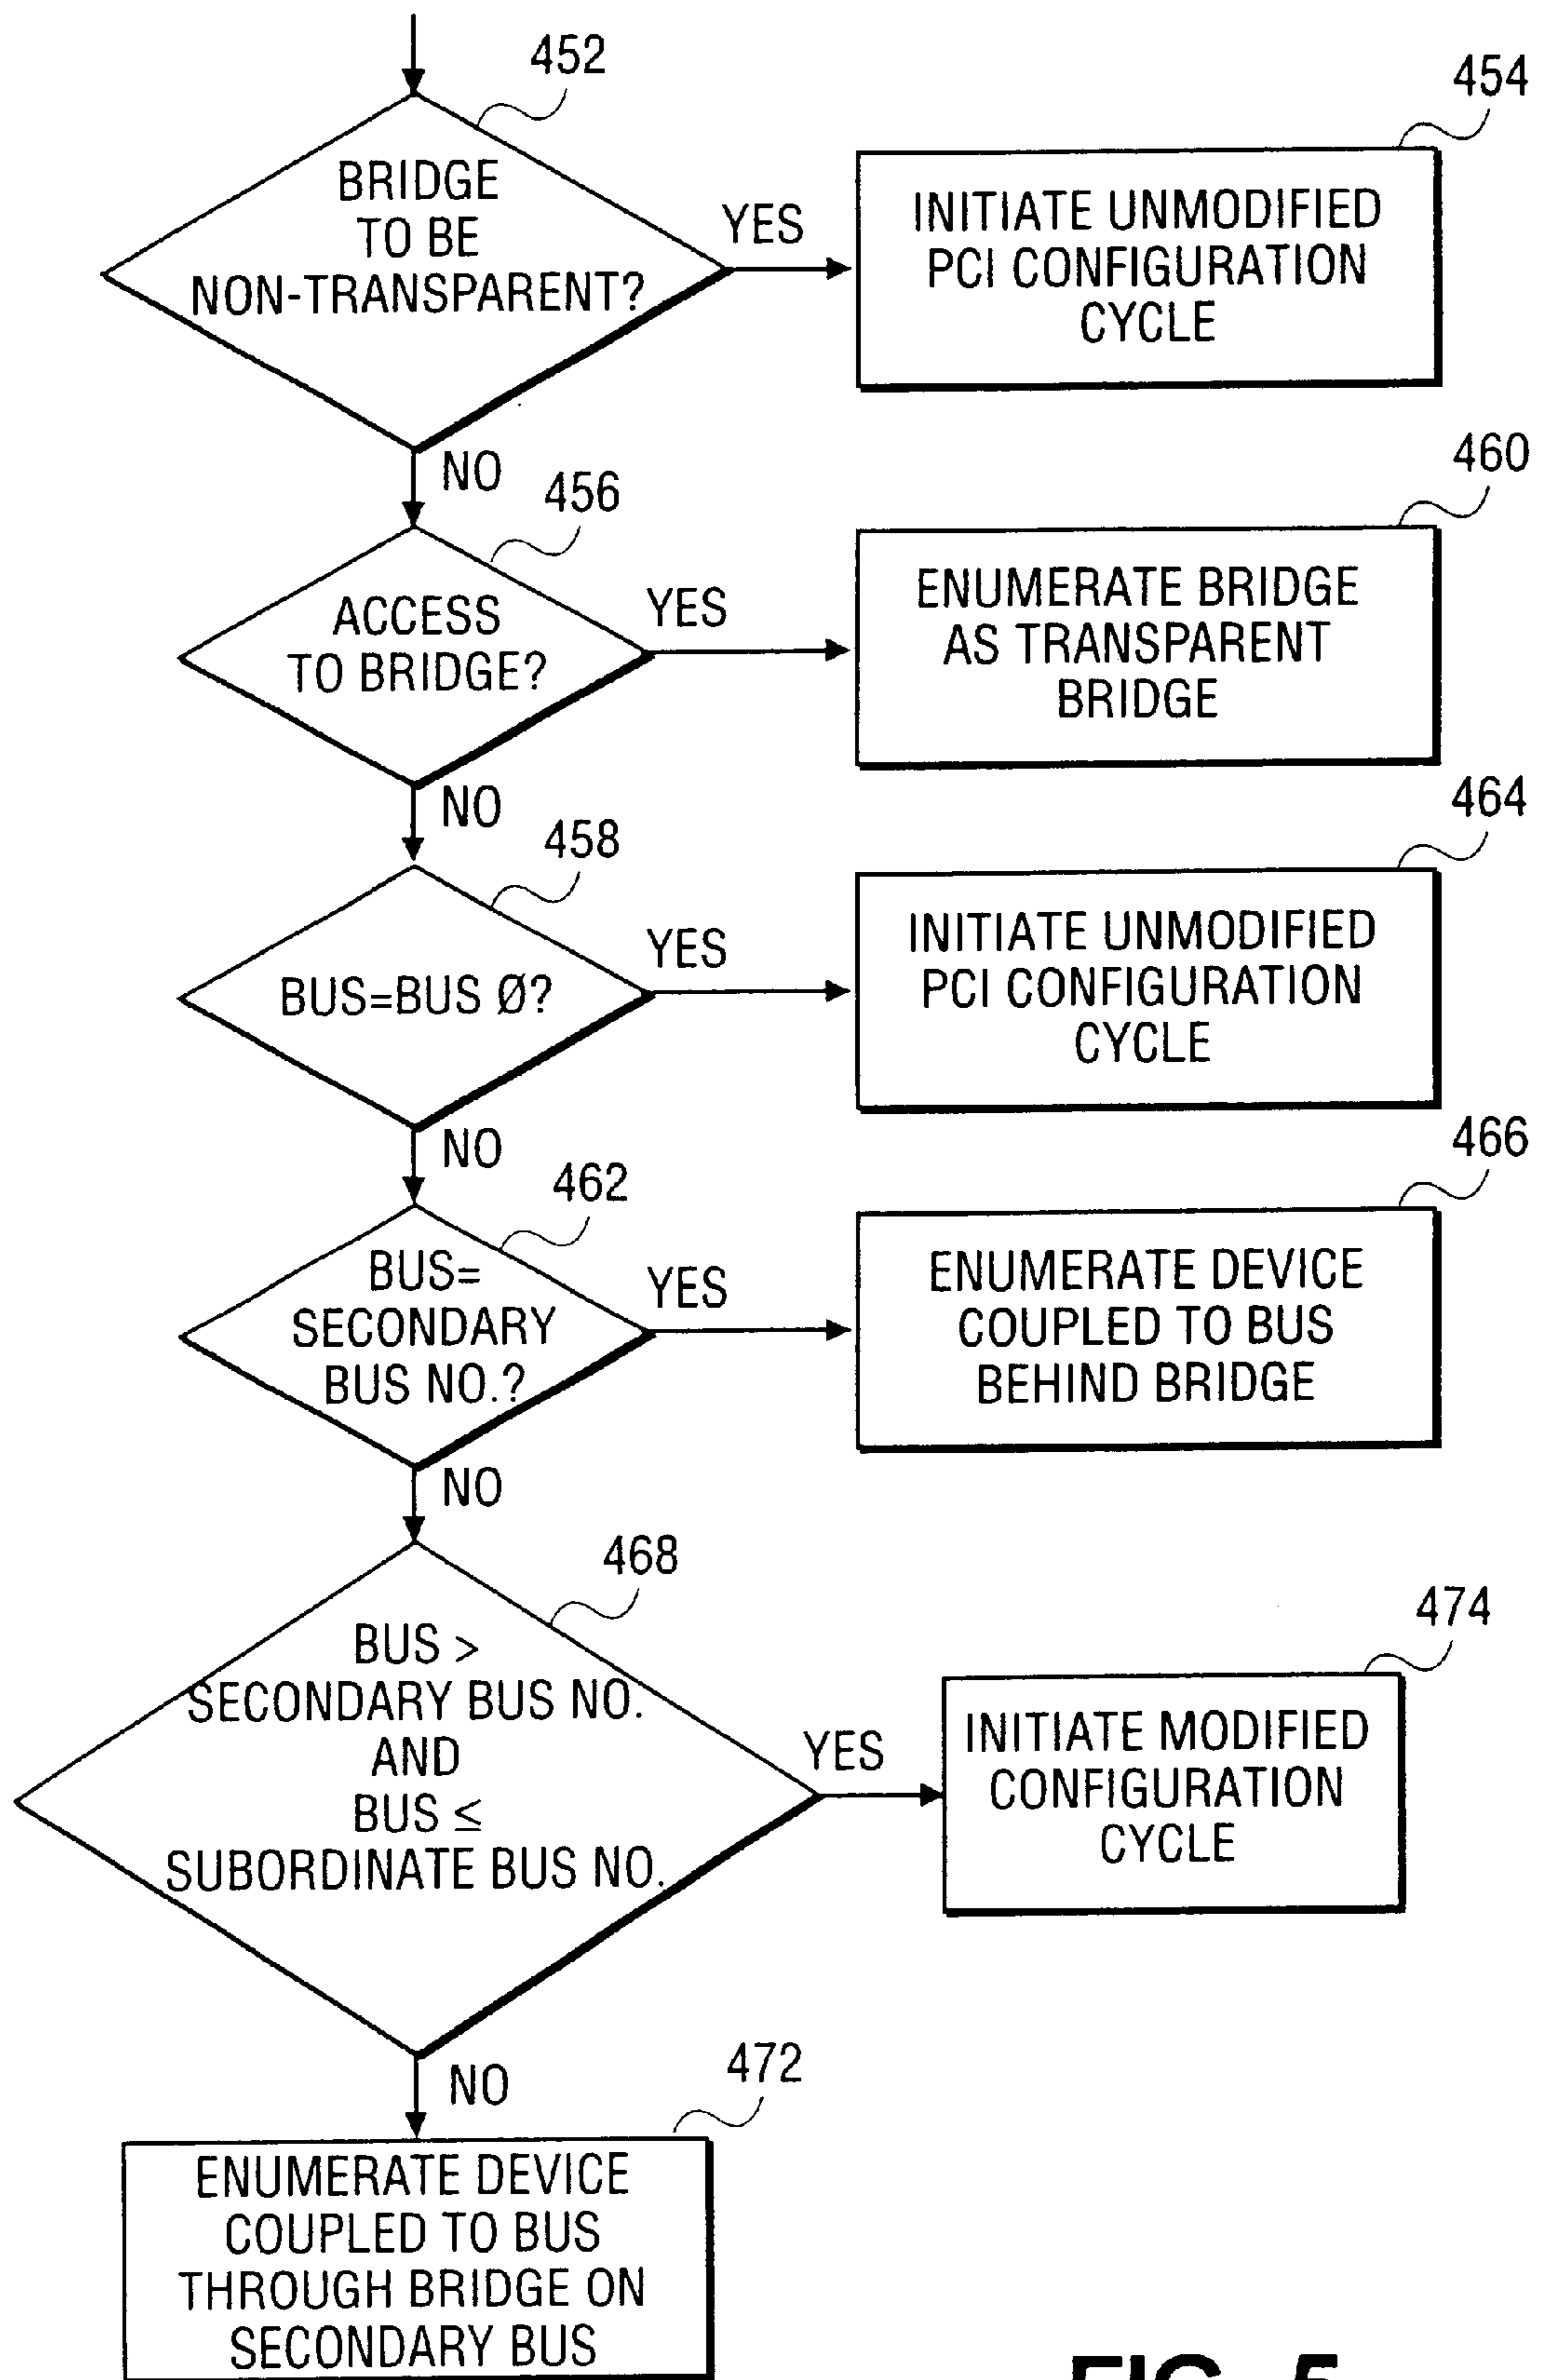 452
BRIDGE
TO BE
NON-TRANSPARENT?
YES
454
INITIATE UNMODIFIED
PCI CONFIGURATION
CYCLE
NO
456
ACCESS
TO BRIDGE?
YES
460
ENUMERATE BRIDGE
AS TRANSPARENT
BRIDGE
NO
458
BUS=BUS Ø?
YES
464
INITIATE UNMODIFIED
PCI CONFIGURATION
CYCLE
NO
462
BUS=
SECONDARY
BUS NO.?
YES
466
ENUMERATE DEVICE
COUPLED TO BUS
BEHIND BRIDGE
NO
468
BUS >
SECONDARY BUS NO.
AND
BUS ≤
SUBORDINATE BUS NO.
YES
474
INITIATE MODIFIED
CONFIGURATION
CYCLE
NO
472
ENUMERATE DEVICE
COUPLED TO BUS
THROUGH BRIDGE ON
SECONDARY BUS
FIG. 5